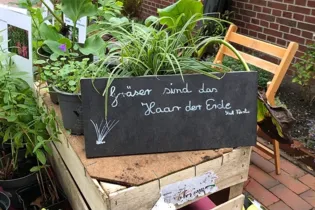 Gräser sind das
Haar der Erde